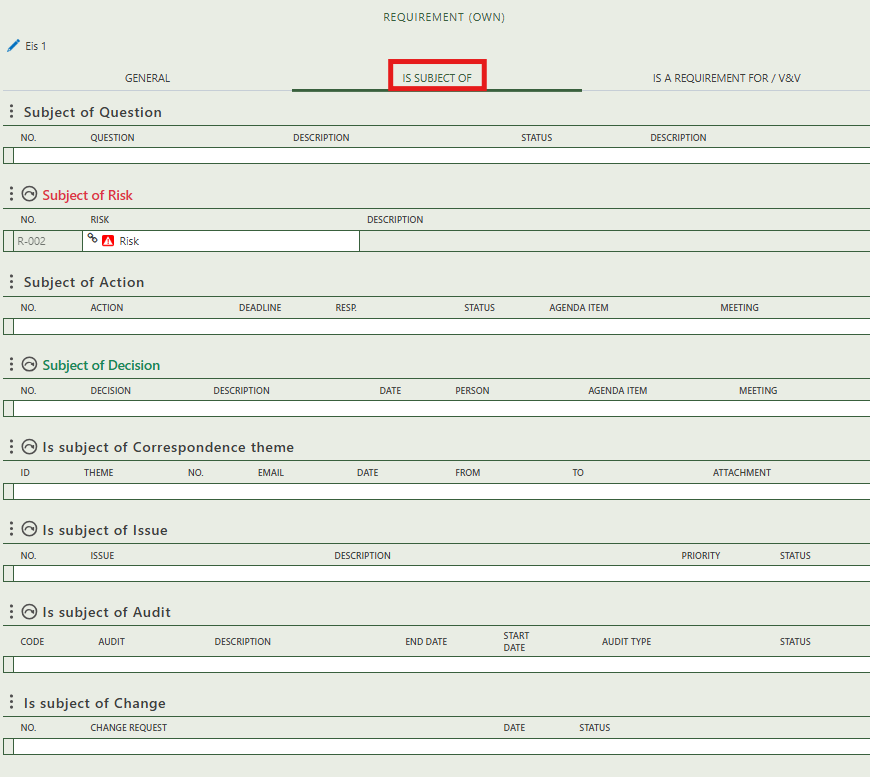 REQUIREMENT (OWN)
Eis 1
GENERAL IS SUBJECT OF IS A REQUIREMENT FOR / V&V
Subject of Question
NO. QUESTION DESCRIPTION STATUS DESCRIPTION
Subject of Risk
NO. RISK DESCRIPTION
R-002 Risk
Subject of Action
NO. ACTION DEADLINE RESP. STATUS AGENDA ITEM MEETING
Subject of Decision
NO. DECISION DESCRIPTION DATE PERSON AGENDA ITEM MEETING
Is subject of Correspondence theme
ID THEME NO. EMAIL DATE FROM TO ATTACHMENT
Is subject of Issue
NO. ISSUE DESCRIPTION PRIORITY STATUS
Is subject of Audit
CODE AUDIT DESCRIPTION END DATE START DATE AUDIT TYPE STATUS
Is subject of Change
NO. CHANGE REQUEST DATE STATUS